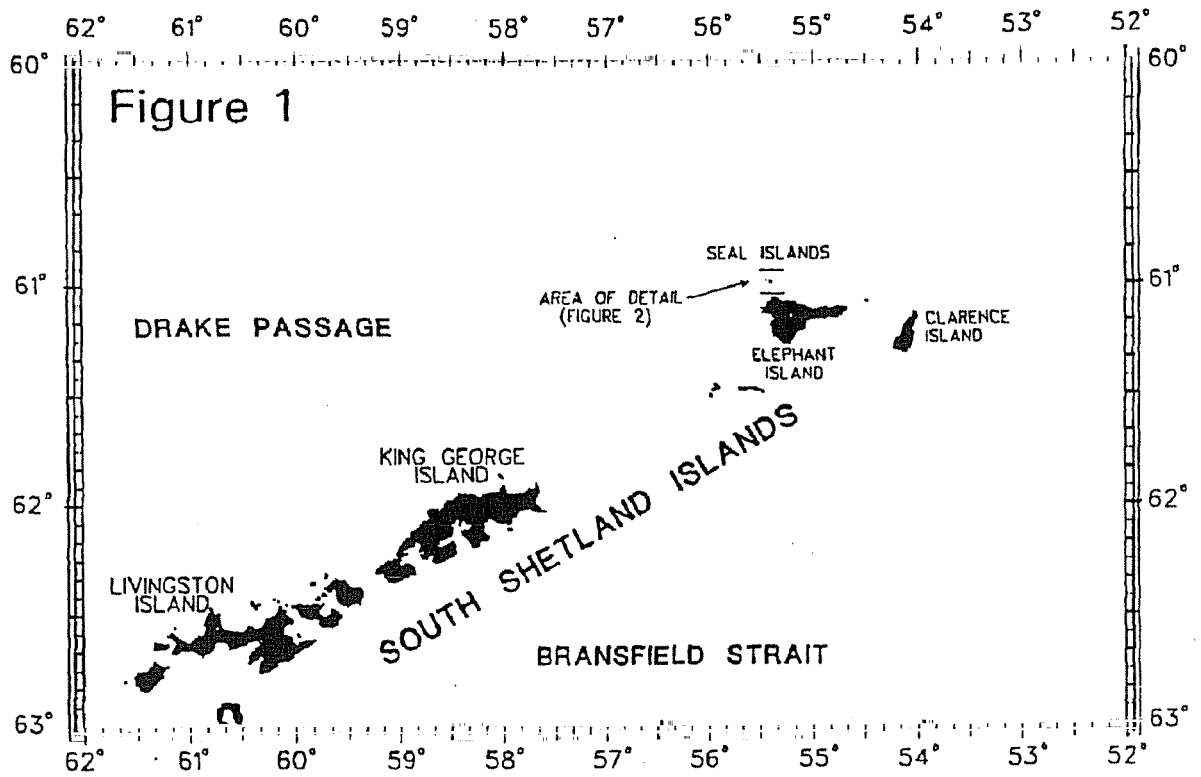 62° 61° 60° 59° 58° 57° 56° 55° 54° 53° 52°
60° 60°
Figure 1
SEAL ISLANDS
61° 61°
AREA OF DETAIL
(FIGURE 2)
DRAKE PASSAGE
CLARENCE
ISLAND
ELEPHANT
ISLAND
KING GEORGE
ISLAND
62° 62°
SOUTH SHETLAND ISLANDS
LIVINGSTON
ISLAND
BRANSFIELD STRAIT
63° 63°
62° 61° 60° 59° 58° 57° 56° 55° 54° 53° 52°